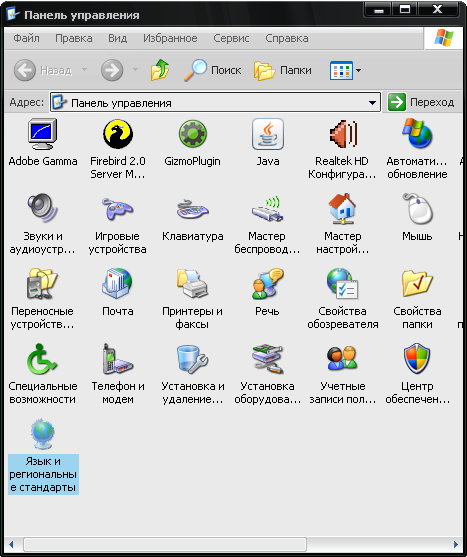 Панель управления
Файл Правка Вид Избранное Сервис Справка
Назад Поиск Папки
Адрес: Панель управления Переход
Adobe Gamma Firebird 2.0 GizmoPlugin Java Realtek HD Автомати...
Server M... Конфигура... обновление
Звуки и Игровые Клавиатура Мастер Мастер Мышь
аудиоустр... устройства беспровод... настрой...
Переносные Почта Принтеры и Речь Свойства Свойства
устройств... факсы обозревателя папки
Специальные Телефон и Установка и Установка Учетные Центр
возможности модем удаление... оборудова... записи пол... обеспечен...
Язык и
региональны
е стандарты